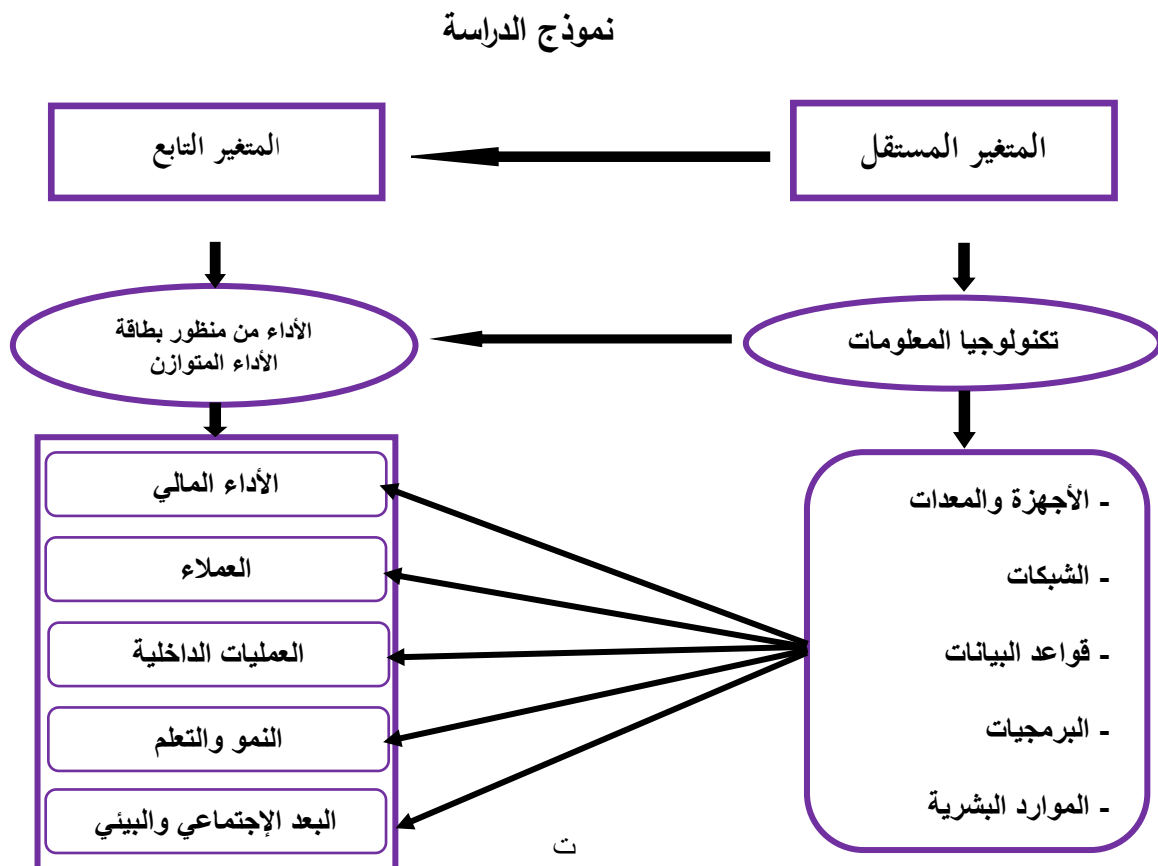 نموذج الدراسة
المتغير المستقل
المتغير التابع
تكنولوجيا المعلومات
الأداء من منظور بطاقة
الأداء المتوازن
- الأجهزة والمعدات
- الشبكات
- قواعد البيانات
- البرمجيات
- الموارد البشرية
الأداء المالي
العملاء
العمليات الداخلية
النمو والتعلم
البعد الإجتماعي والبيئي
ت